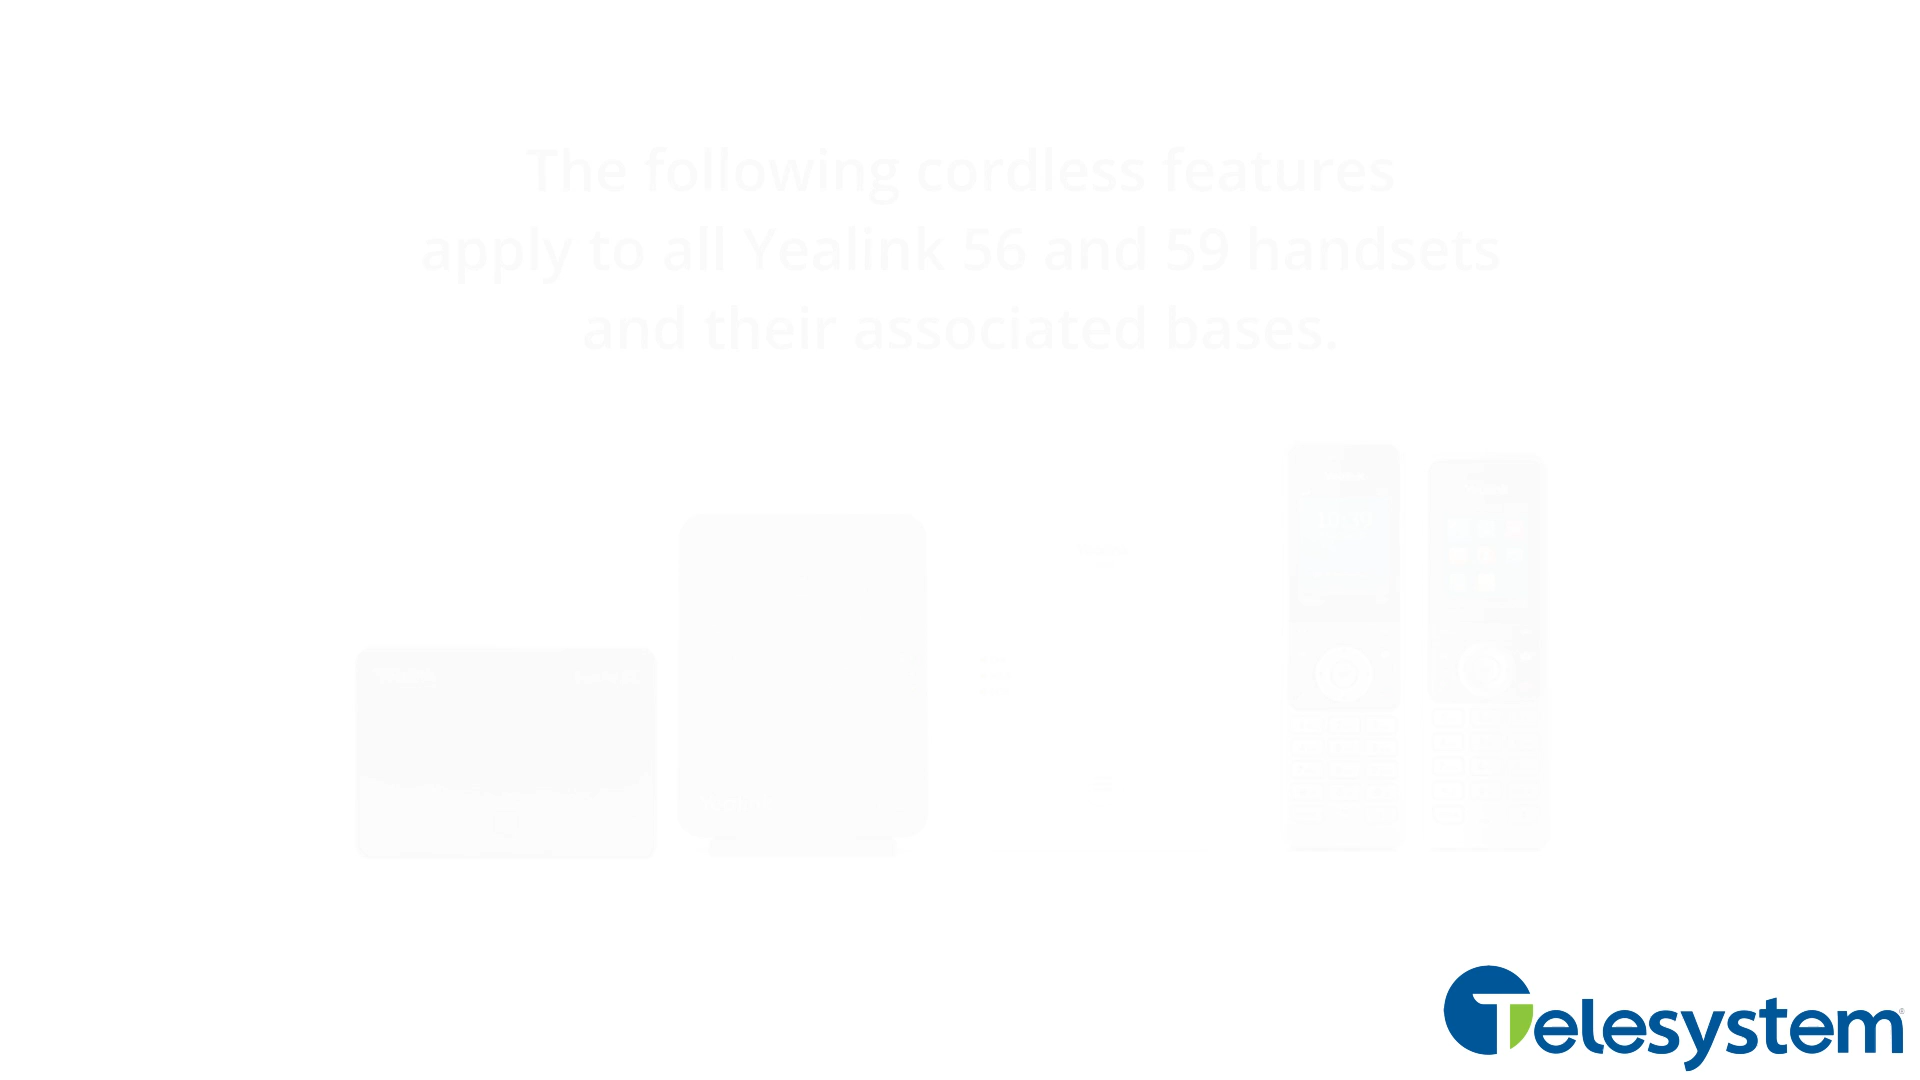 The following cordless features
apply to all Yealink 56 and 59 handsets
and their associated bases.
Telesystem®